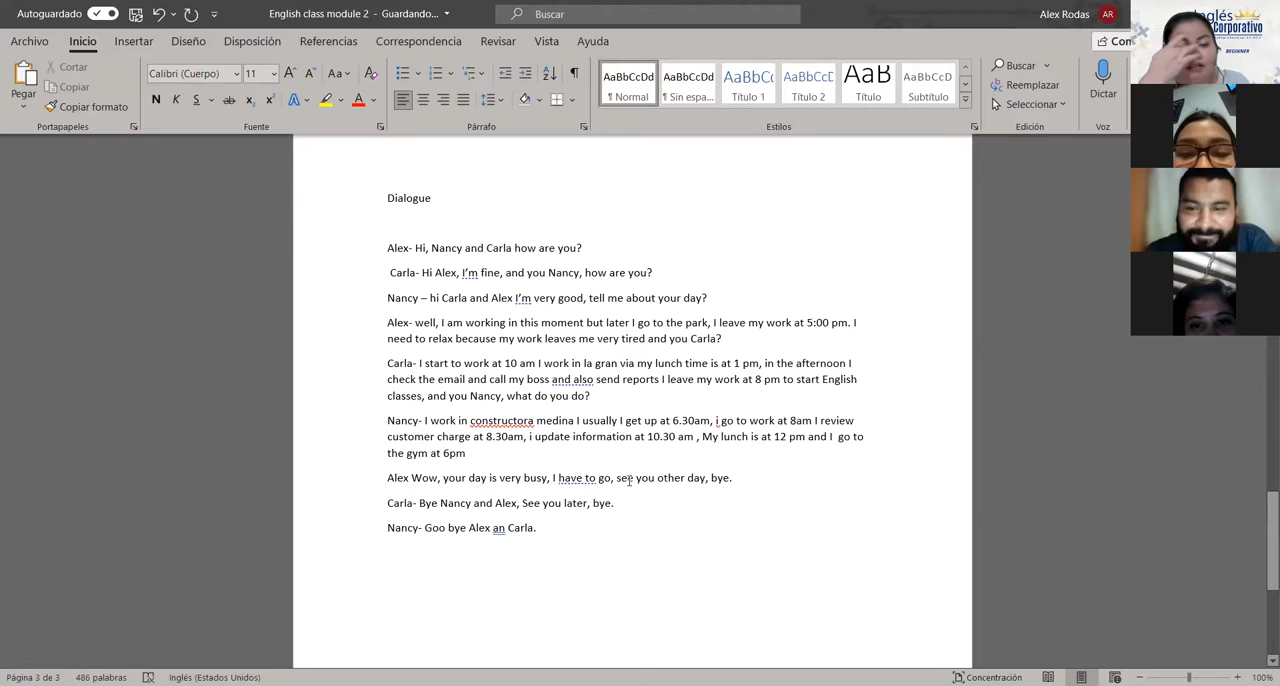 Autoguardado
English class module 2 - Guardando...
Buscar
Alex Rodas
AR
Archivo Inicio Insertar Diseño Disposición Referencias Correspondencia Revisar Vista Ayuda
Pegar
Cortar
Copiar
Copiar formato
Portapapeles
Calibri (Cuerpo) 11
N K S ab
Fuente
Párrafo
AaBbCcDd AaBbCcDd AaBbCc AaBbCcD AaB AaBbCcD
¶ Normal ¶ Sin espa... Título 1 Título 2 Título Subtítulo
Estilos
Buscar
Reemplazar
Seleccionar
Edición
Dictar
Voz
Inglés
Corporativo
BEGINNER
Dialogue
Alex- Hi, Nancy and Carla how are you?
Carla- Hi Alex, I'm fine, and you Nancy, how are you?
Nancy – hi Carla and Alex I'm very good, tell me about your day?
Alex- well, I am working in this moment but later I go to the park, I leave my work at 5:00 pm. I
need to relax because my work leaves me very tired and you Carla?
Carla- I start to work at 10 am I work in la gran via my lunch time is at 1 pm, in the afternoon I
check the email and call my boss and also send reports I leave my work at 8 pm to start English
classes, and you Nancy, what do you do?
Nancy- I work in constructora medina I usually I get up at 6.30am, i go to work at 8am I review
customer charge at 8.30am, i update information at 10.30 am , My lunch is at 12 pm and I go to
the gym at 6pm
Alex Wow, your day is very busy, I have to go, see you other day, bye.
Carla- Bye Nancy and Alex, See you later, bye.
Nancy- Goo bye Alex an Carla.
Página 3 de 3 486 palabras Inglés (Estados Unidos)
Concentración
100%